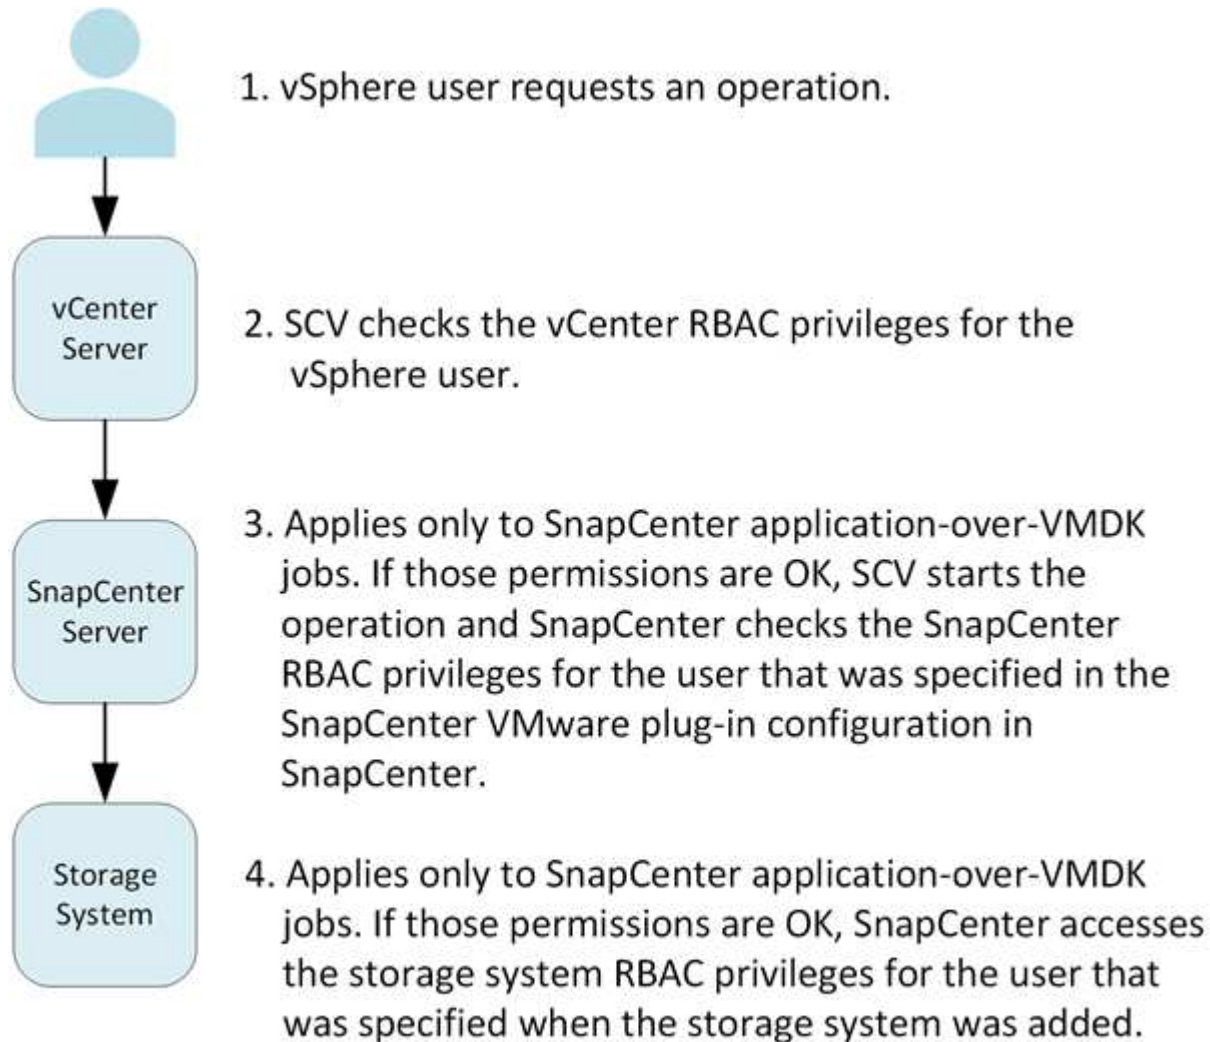 1. vSphere user requests an operation.
vCenter
Server
2. SCV checks the vCenter RBAC privileges for the
vSphere user.
SnapCenter
Server
3. Applies only to SnapCenter application-over-VMDK
jobs. If those permissions are OK, SCV starts the
operation and SnapCenter checks the SnapCenter
RBAC privileges for the user that was specified in the
SnapCenter VMware plug-in configuration in
SnapCenter.
Storage
System
4. Applies only to SnapCenter application-over-VMDK
jobs. If those permissions are OK, SnapCenter accesses
the storage system RBAC privileges for the user that
was specified when the storage system was added.